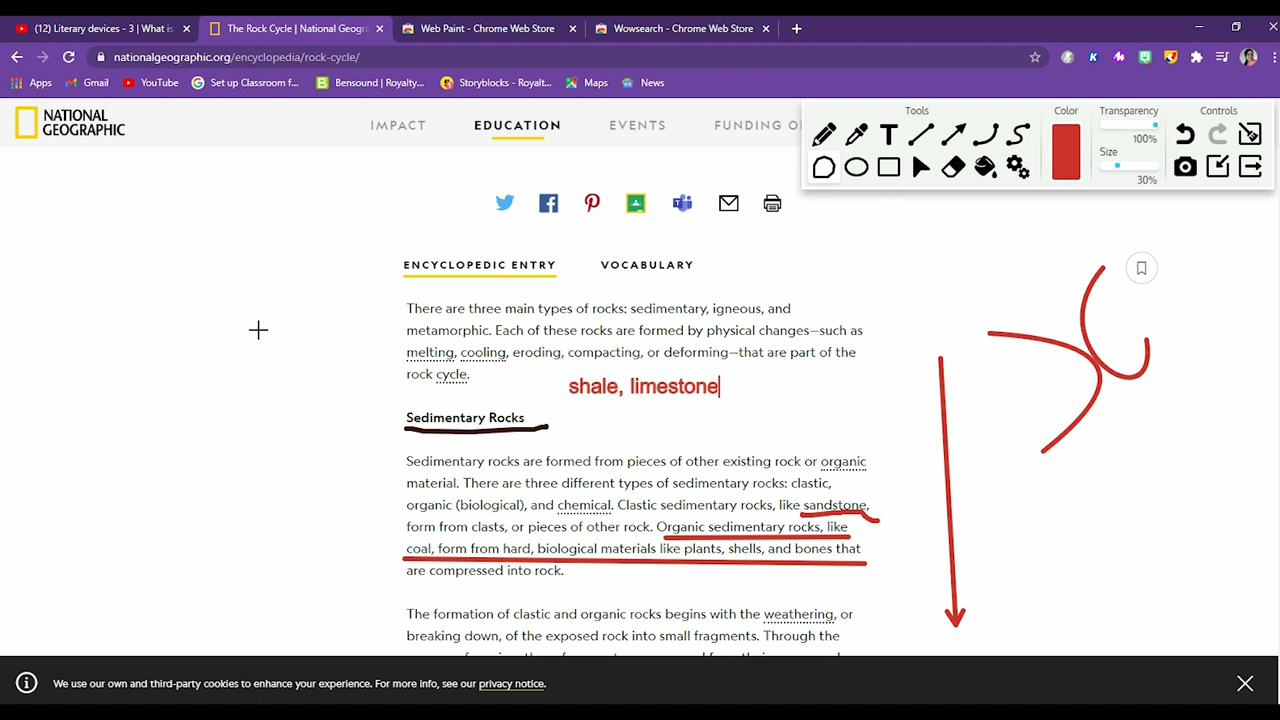 (12) Literary devices - 3 | What is
The Rock Cycle | National Geogra
Web Paint - Chrome Web Store
Wowsearch - Chrome Web Store
nationalgeographic.org/encyclopedia/rock-cycle/
Apps Gmail YouTube Set up Classroom f... Bensound | Royalty... Storyblocks - Royalt... Maps News
NATIONAL
GEOGRAPHIC
IMPACT EDUCATION EVENTS FUNDING O
Tools Color Transparency Controls
100%
Size
30%
ENCYCLOPEDIC ENTRY VOCABULARY
There are three main types of rocks: sedimentary, igneous, and
metamorphic. Each of these rocks are formed by physical changes—such as
melting, cooling, eroding, compacting, or deforming—that are part of the
rock cycle.
shale, limestone
Sedimentary Rocks
Sedimentary rocks are formed from pieces of other existing rock or organic
material. There are three different types of sedimentary rocks: clastic,
organic (biological), and chemical. Clastic sedimentary rocks, like sandstone,
form from clasts, or pieces of other rock. Organic sedimentary rocks, like
coal, form from hard, biological materials like plants, shells, and bones that
are compressed into rock.
The formation of clastic and organic rocks begins with the weathering, or
breaking down, of the exposed rock into small fragments. Through the
We use our own and third-party cookies to enhance your experience. For more info, see our privacy notice.